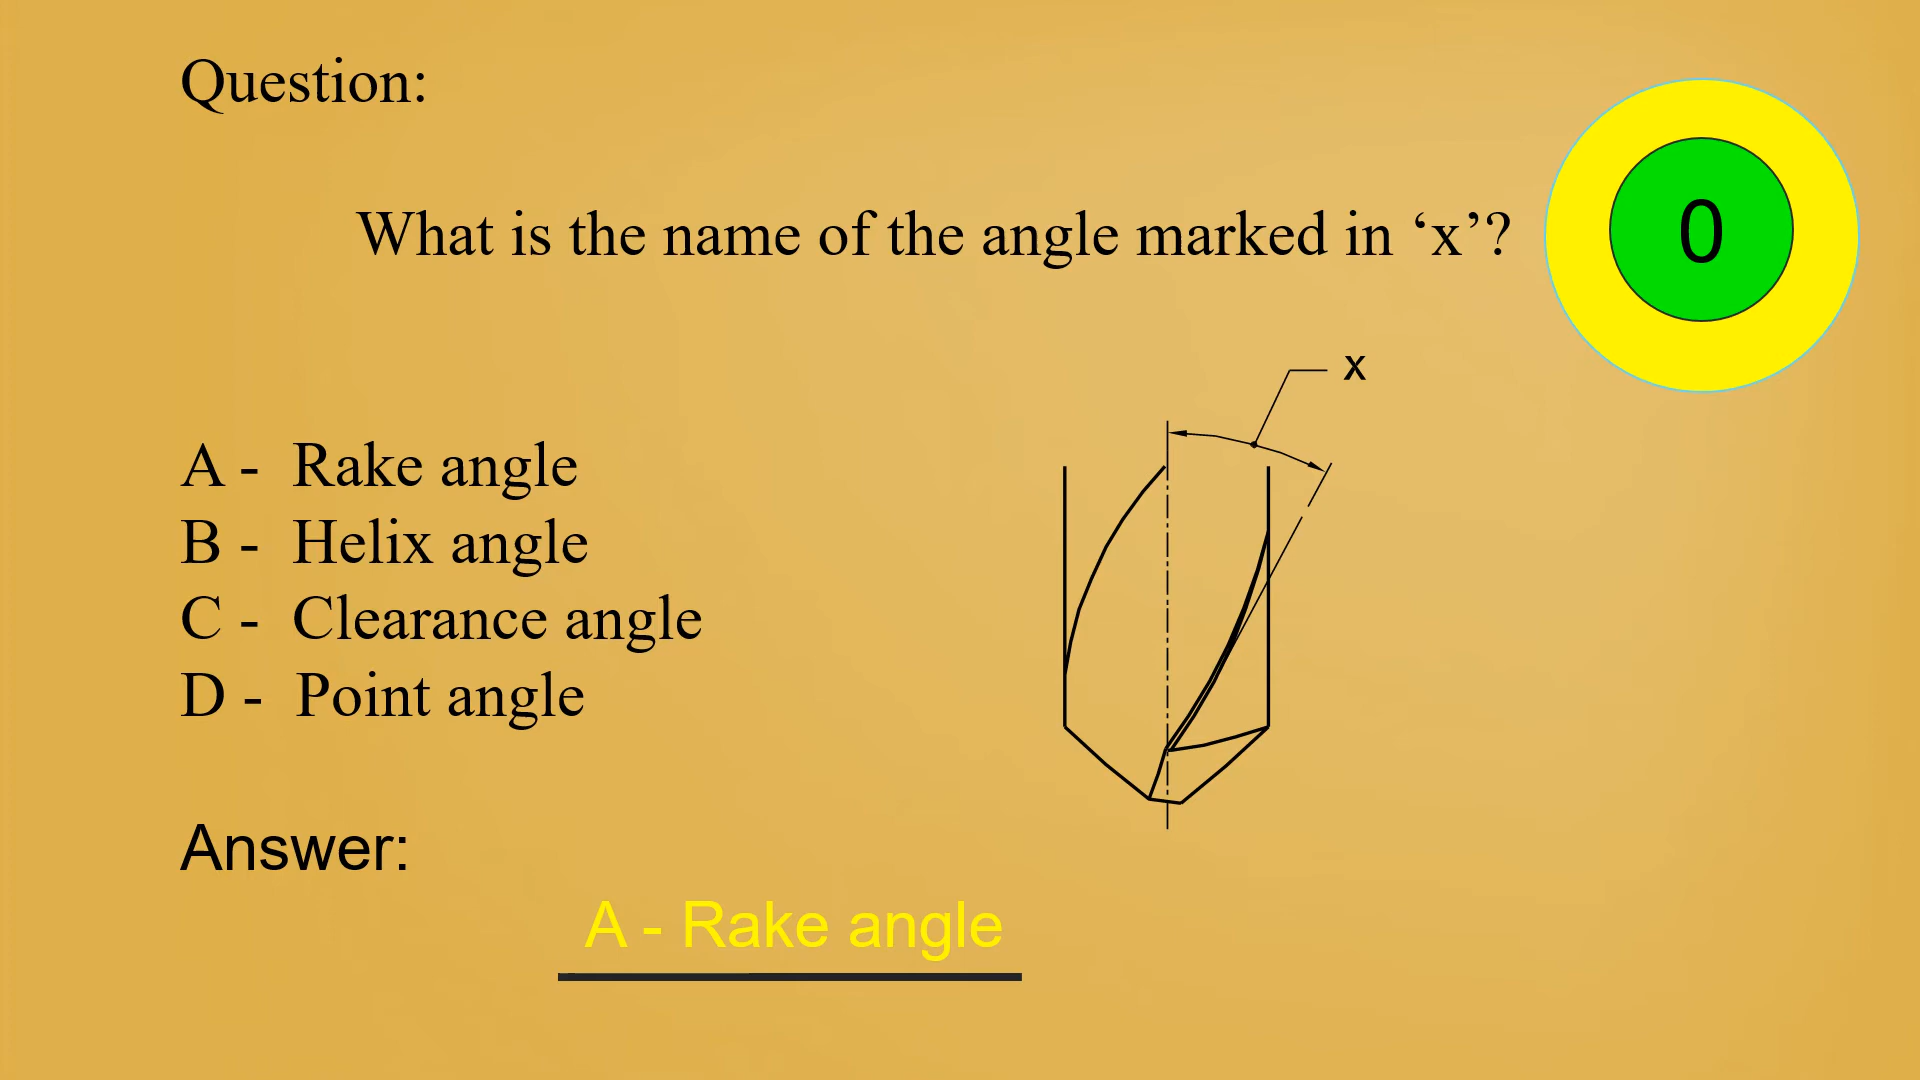 Question:
0
What is the name of the angle marked in ‘x’?
x
A - Rake angle
B - Helix angle
C - Clearance angle
D - Point angle
Answer:
A - Rake angle